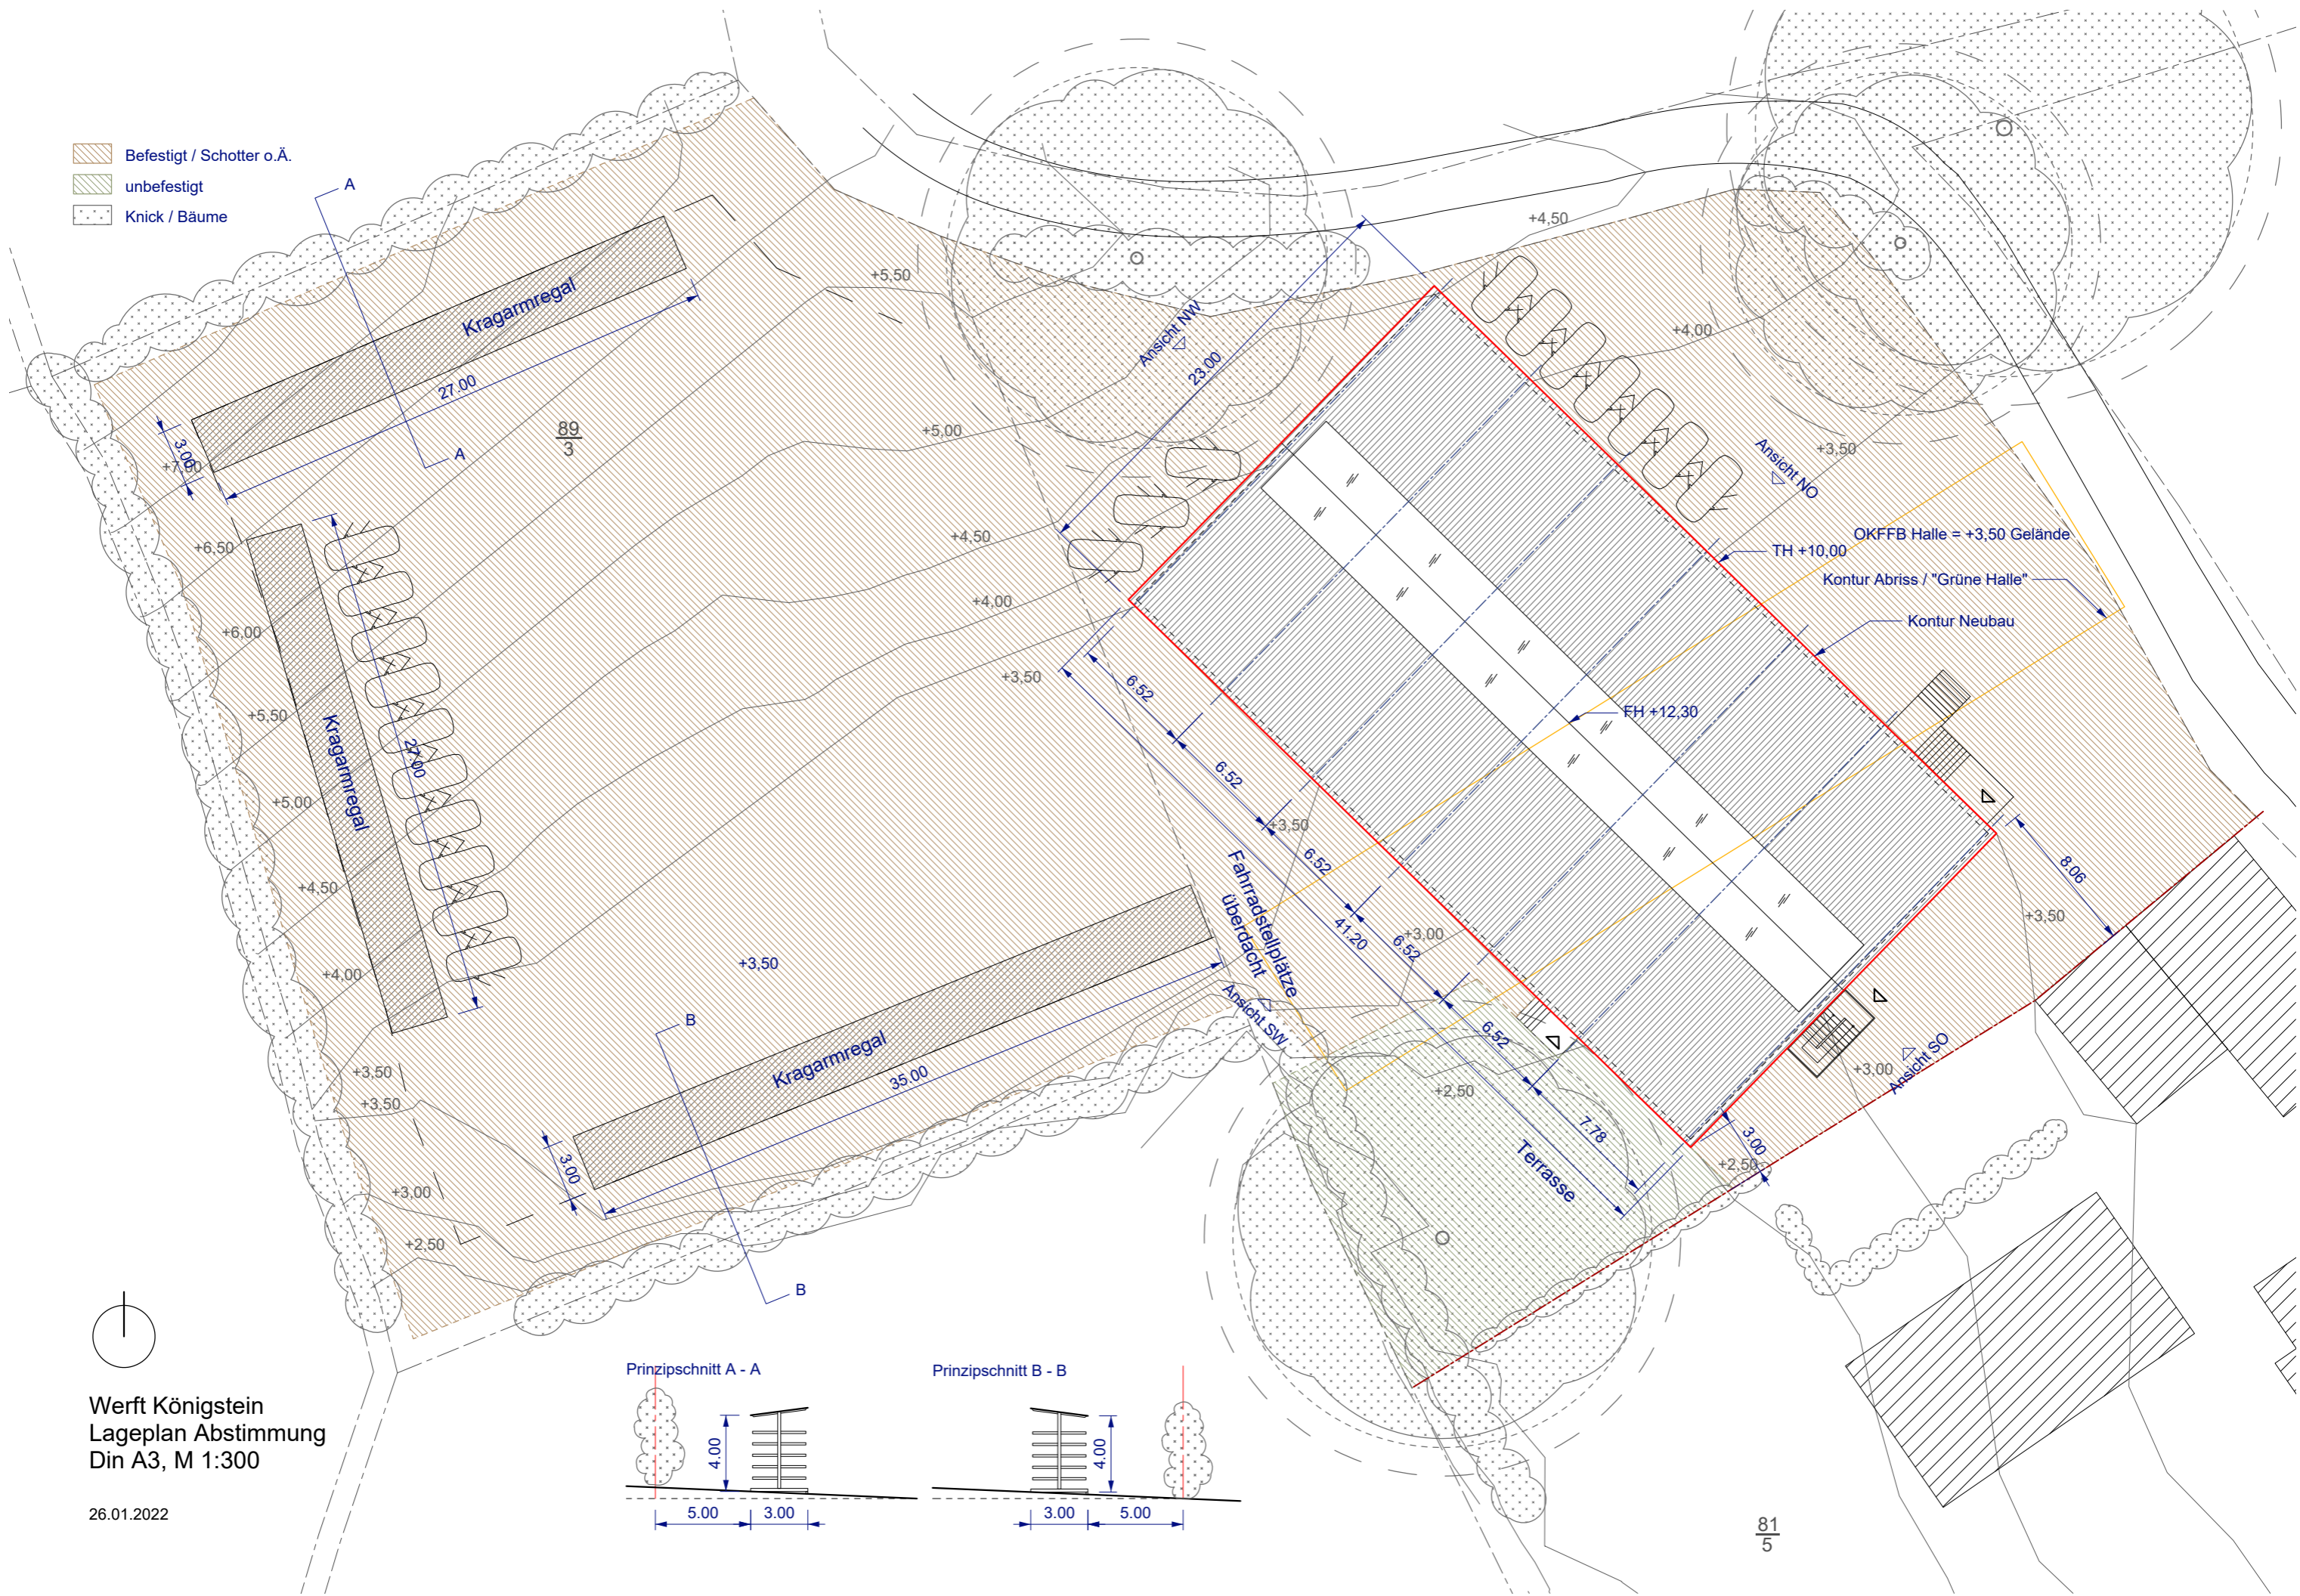 Befestigt / Schotter o.Ä.
unbefestigt
Knick / Bäume
A
A
Kragarmregal
27.00
3.00
+7,00
89
3
+6,50
+6,00
+5,50
+5,00
+4,50
+4,00
+3,50
+3,50
+3,00
+2,50
Kragarmregal
27.00
+5,50
+5,00
+4,50
+4,00
+3,50
Ansicht NW
23.00
+4,50
+4,00
+3,50
Ansicht NO
OKFFB Halle = +3,50 Gelände
TH +10,00
Kontur Abriss / "Grüne Halle"
Kontur Neubau
FH +12,30
6.52
6.52
6.52
6.52
6.52
7.78
41.20
+3,50
+3,00
Fahrradstellplätze
überdacht
Ansicht SW
+3,50
B
B
Kragarmregal
35.00
3.00
8.06
+3,50
+3,00
Ansicht SO
+2,50
Terrasse
3.00
+2,50
Werft Königstein
Lageplan Abstimmung
Din A3, M 1:300
26.01.2022
Prinzipschnitt A - A
4.00
5.00
3.00
Prinzipschnitt B - B
4.00
3.00
5.00
81
5